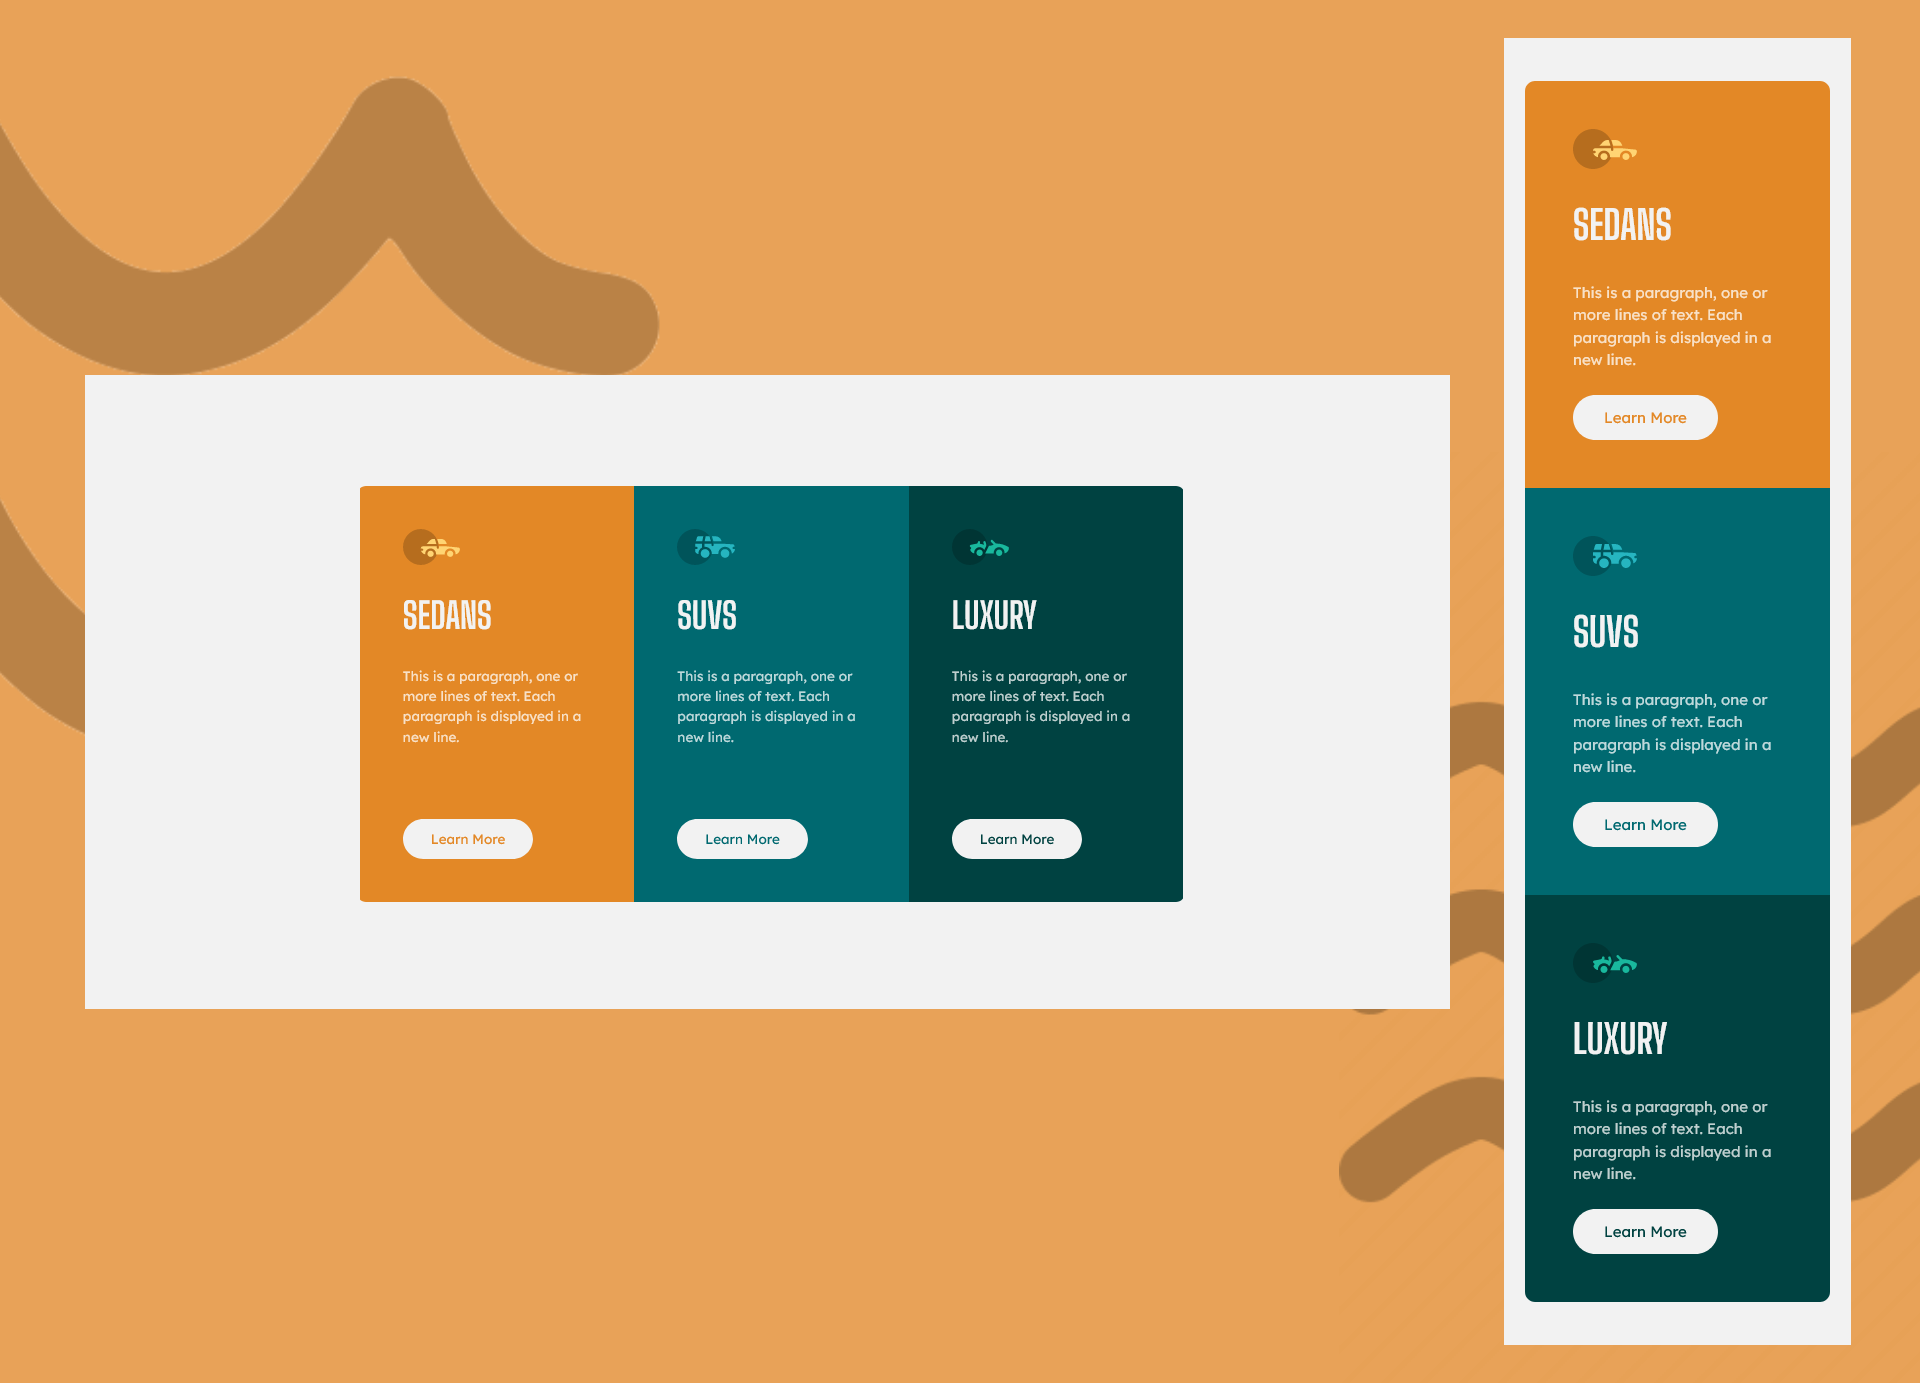 SEDANS
This is a paragraph, one or
more lines of text. Each
paragraph is displayed in a
new line.
Learn More
SUVS
This is a paragraph, one or
more lines of text. Each
paragraph is displayed in a
new line.
Learn More
LUXURY
This is a paragraph, one or
more lines of text. Each
paragraph is displayed in a
new line.
Learn More
SEDANS
This is a paragraph, one or
more lines of text. Each
paragraph is displayed in a
new line.
Learn More
SUVS
This is a paragraph, one or
more lines of text. Each
paragraph is displayed in a
new line.
Learn More
LUXURY
This is a paragraph, one or
more lines of text. Each
paragraph is displayed in a
new line.
Learn More